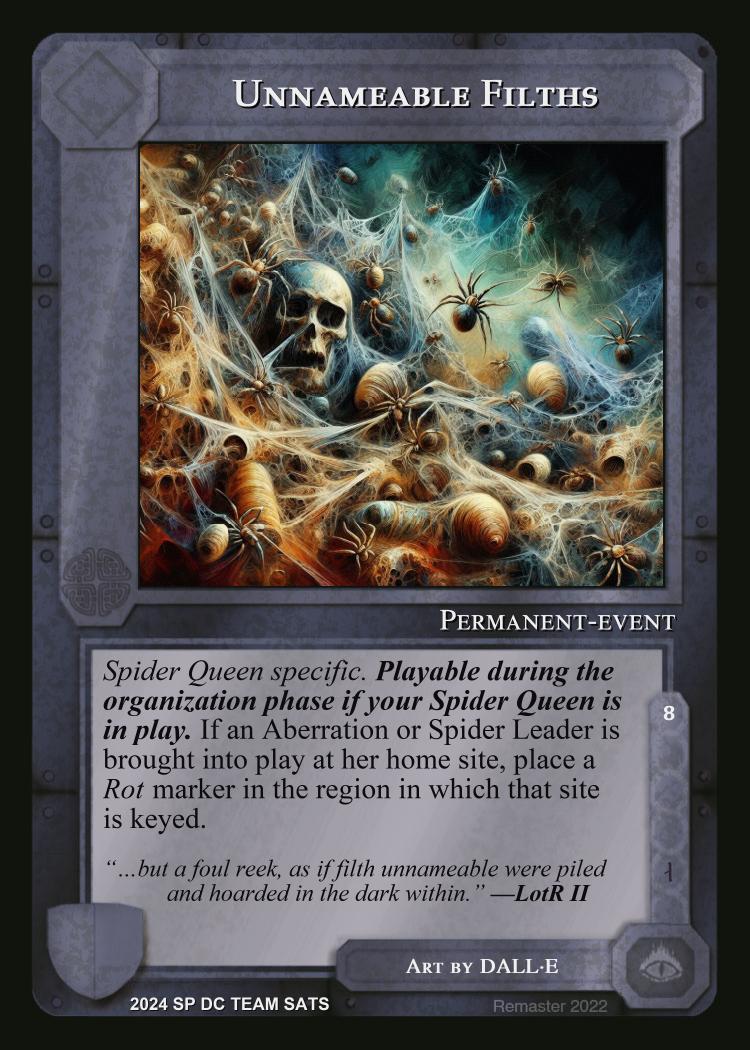 Unnameable Filths
Permanent-event
Spider Queen specific. Playable during the
organization phase if your Spider Queen is
in play. If an Aberration or Spider Leader is
brought into play at her home site, place a
Rot marker in the region in which that site
is keyed.
8
“...but a foul reek, as if filth unnameable were piled
and hoarded in the dark within.” —LotR II
Art by DALL·E
2024 SP DC TEAM SATS
Remaster 2022